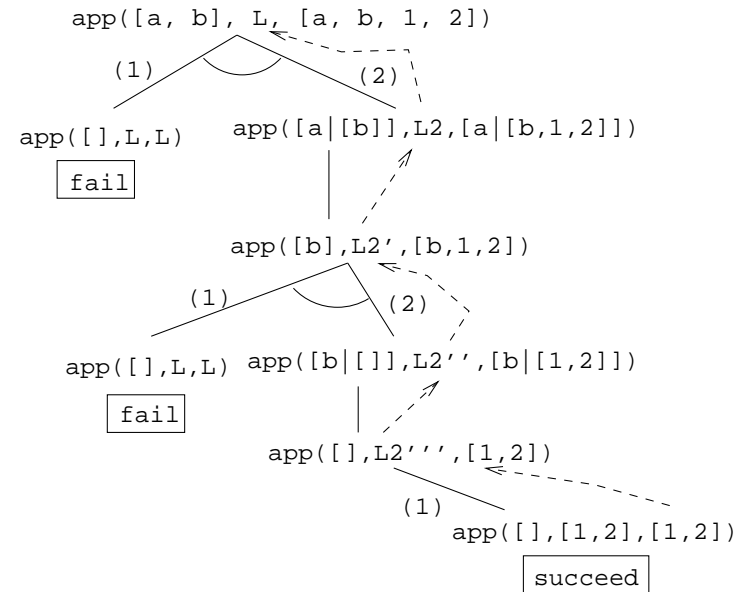 app([a, b], L, [a, b, 1, 2])
(1)
(2)
app([],L,L)
app([a|[b]],L2,[a|[b,1,2]])
fail
app([b],L2',[b,1,2])
(1)
(2)
app([],L,L)
app([b|[]],L2'',[b|[1,2]])
fail
app([],L2''',[1,2])
(1)
app([],[1,2],[1,2])
succeed